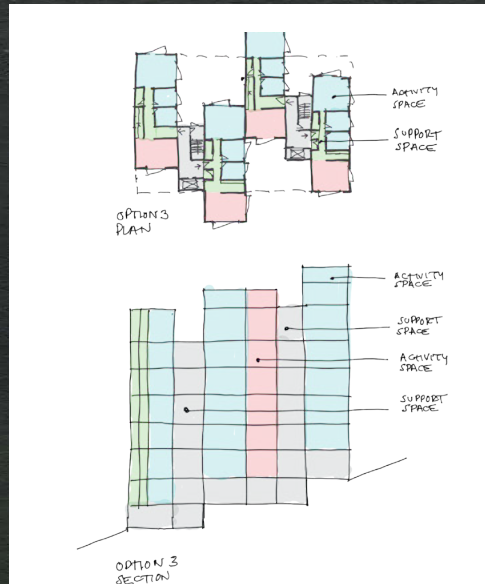 ACTIVITY
SPACE
SUPPORT
SPACE
OPTION 3
PLAN
ACTIVITY
SPACE
SUPPORT
SPACE
ACTIVITY
SPACE
SUPPORT
SPACE
OPTION 3
SECTION